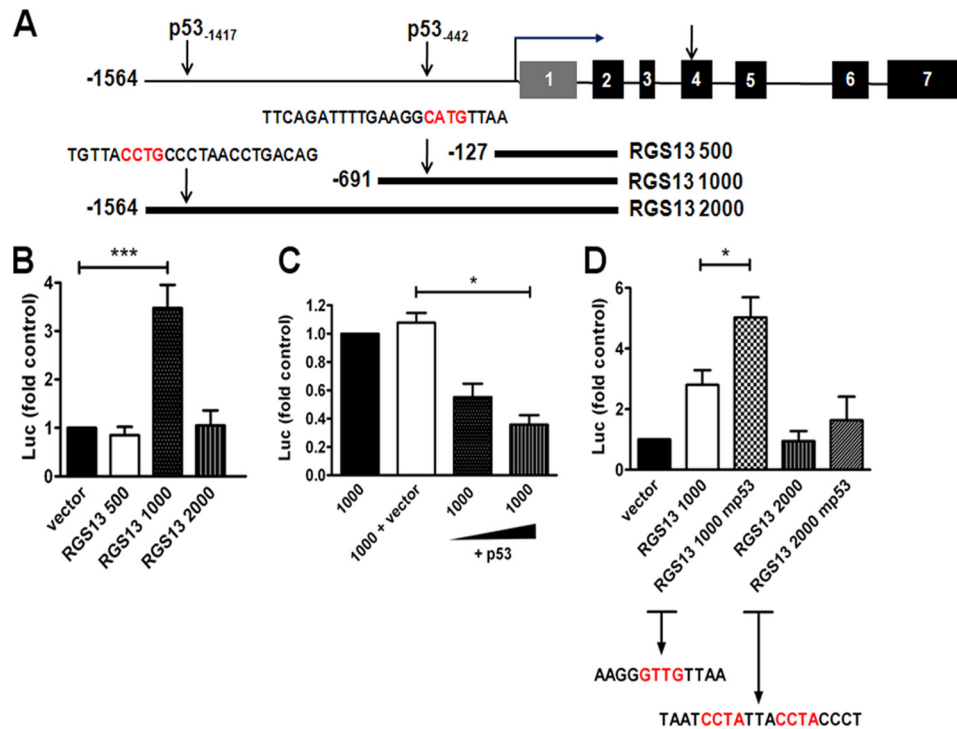 A
p53-1417
p53-442
-1564
1 2 3 4 5 6 7
TTCAGATTTTGAAGGCATGTTAA
TGTTACCTGCCCTAACCTGACAG
-127 RGS13 500
-691 RGS13 1000
-1564 RGS13 2000
B
***
Luc (fold control)
4
3
2
1
0
vector
RGS13 500
RGS13 1000
RGS13 2000
C
*
Luc (fold control)
1.2
1.0
0.8
0.6
0.4
0.2
0.0
1000
1000 + vector
1000
1000
+ p53
D
*
Luc (fold control)
6
4
2
0
vector
RGS13 1000
RGS13 1000 mp53
RGS13 2000
RGS13 2000 mp53
AAGGGTTGTTAA
TAATCCTATTACCTACCCT